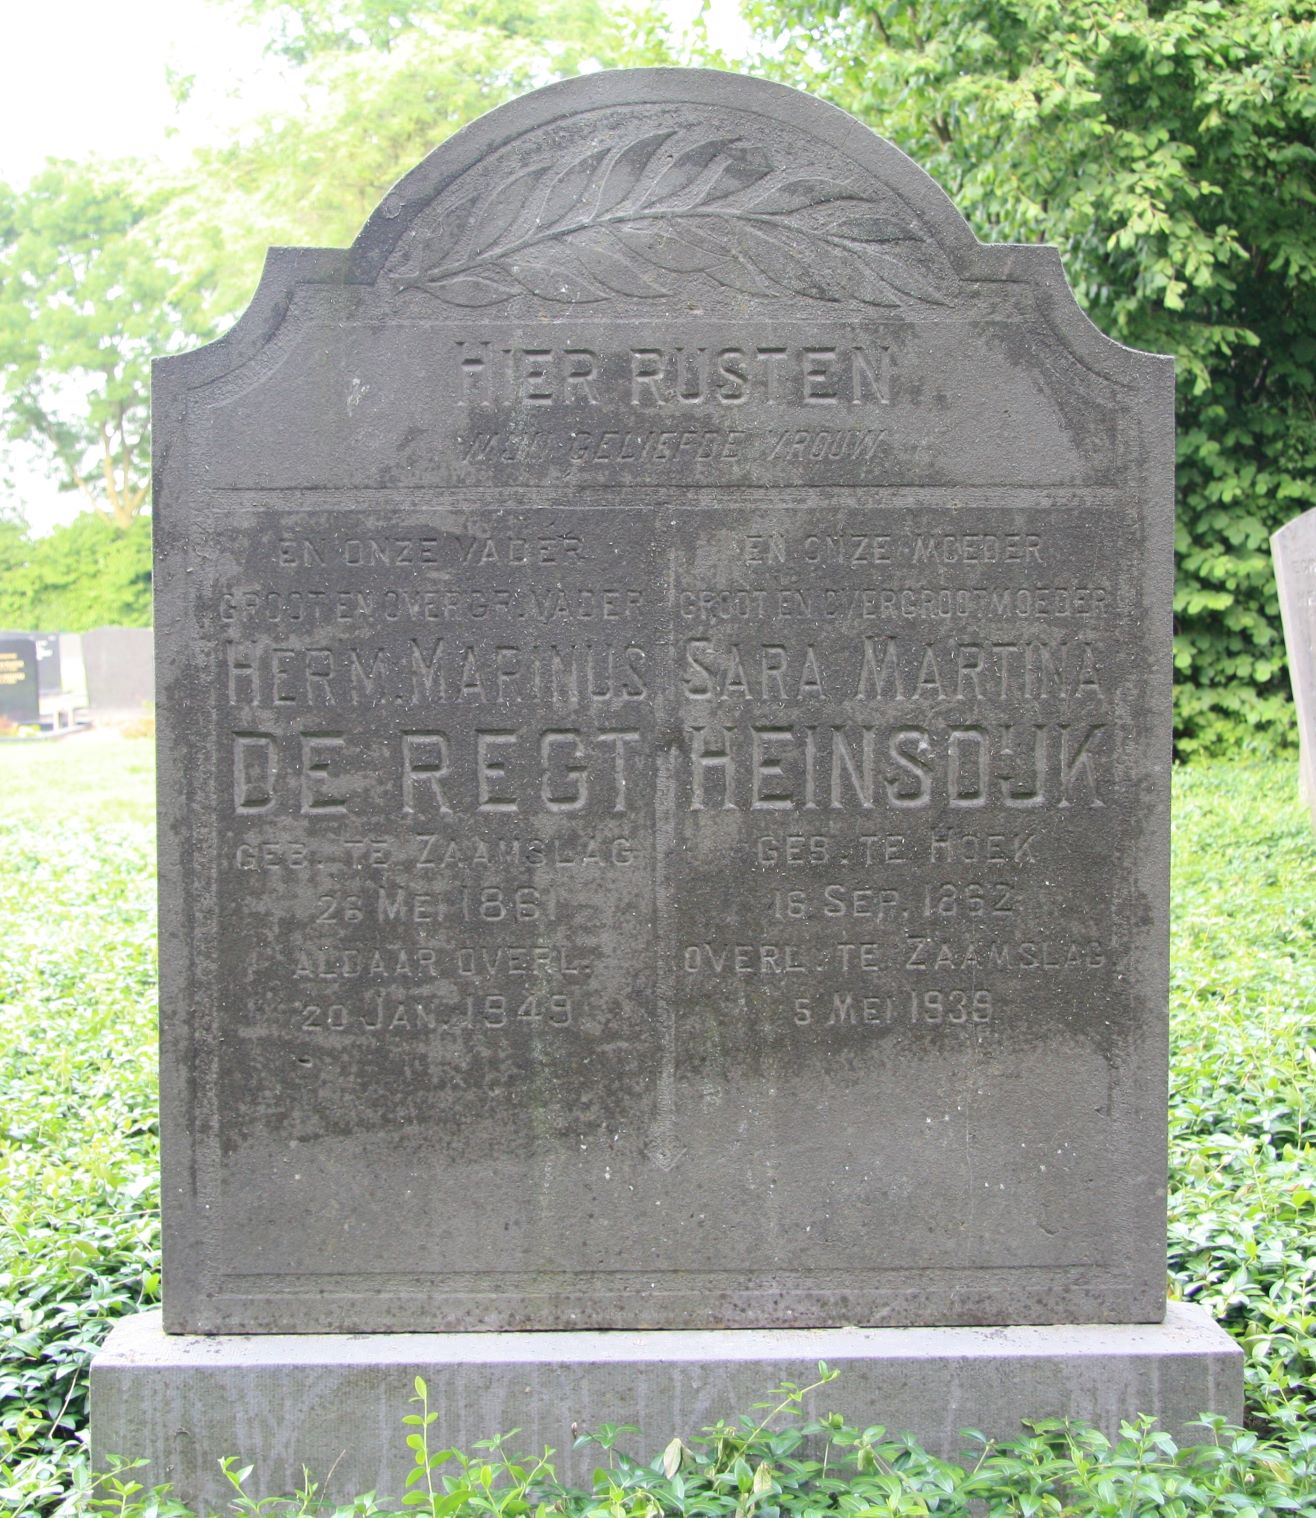 HIER RUSTEN
MIJN GELIEFDE VROUW
EN ONZE VADER
GROOT EN OVERGR.VADER
HERM. MARINUS
DE REGT
GEB. TE ZAAMSLAG
26 MEI 1861
ALDAAR OVERL.
20 JAN. 1949
EN ONZE MOEDER
GROOT EN OVERGROOTMOEDER
SARA MARTINA
HEINSDIJK
GEB. TE HOEK
16 SEP. 1862
OVERL. TE ZAAMSLAG
5 MEI 1939